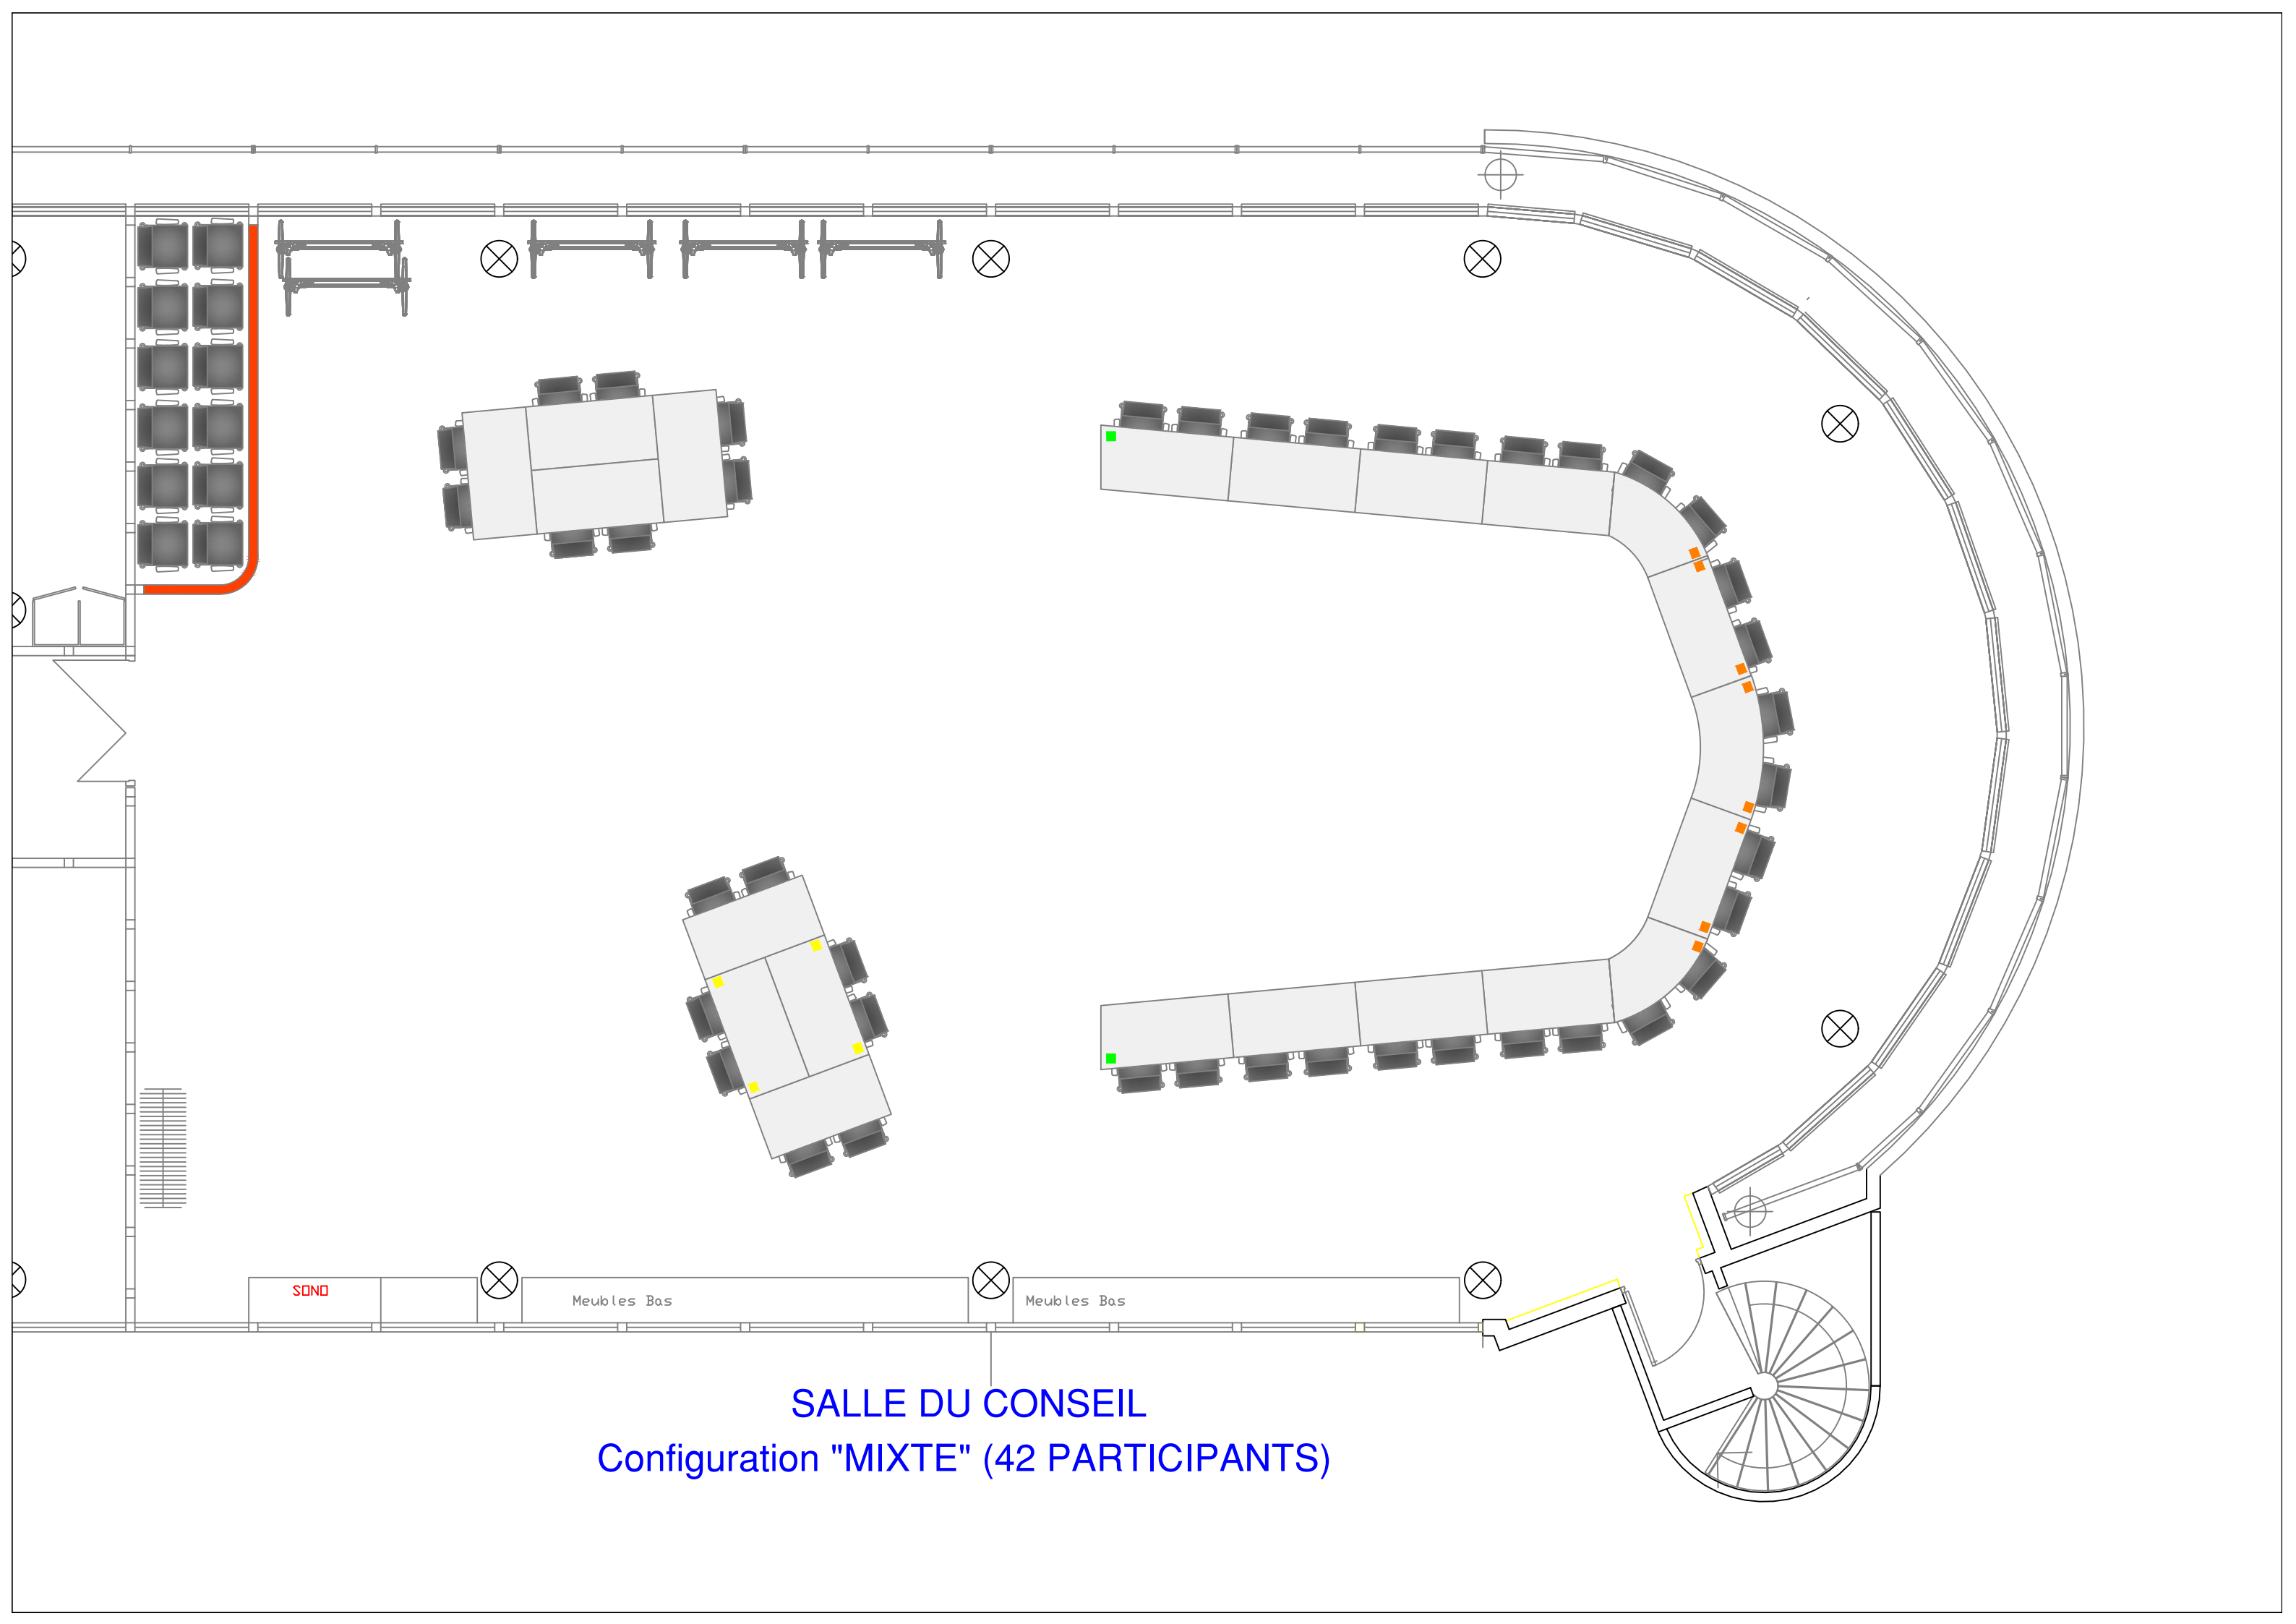 SONO
Meubles Bas
Meubles Bas
SALLE DU CONSEIL
Configuration "MIXTE" (42 PARTICIPANTS)